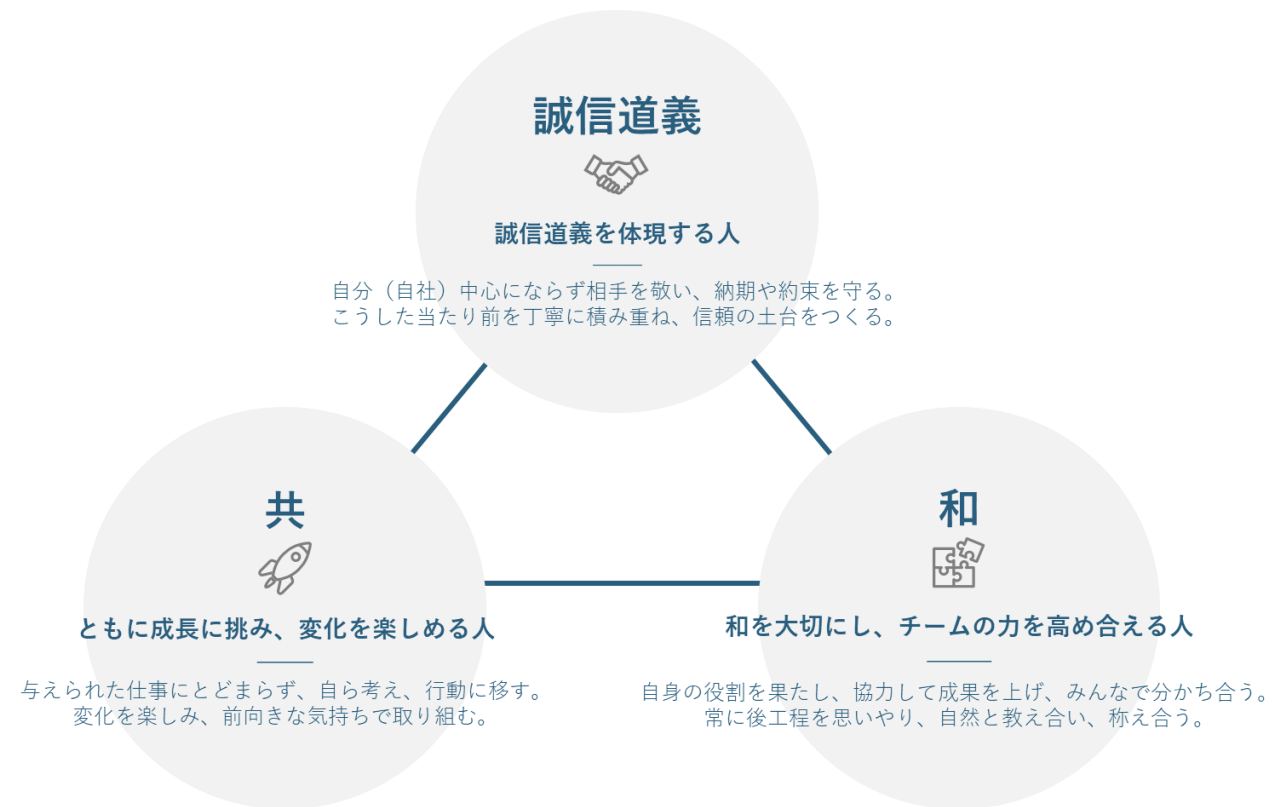 誠信道義
誠信道義を体現する人
自分（自社）中心にならず相手を敬い、納期や約束を守る。
こうした当たり前を丁寧に積み重ね、信頼の土台をつくる。
共
ともに成長に挑み、変化を楽しめる人
与えられた仕事にとどまらず、自ら考え、行動に移す。
変化を楽しみ、前向きな気持ちで取り組む。
和
和を大切にし、チームの力を高め合える人
自身の役割を果たし、協力して成果を上げ、みんなで分かち合う。
常に後工程を思いやり、自然と教え合い、称え合う。